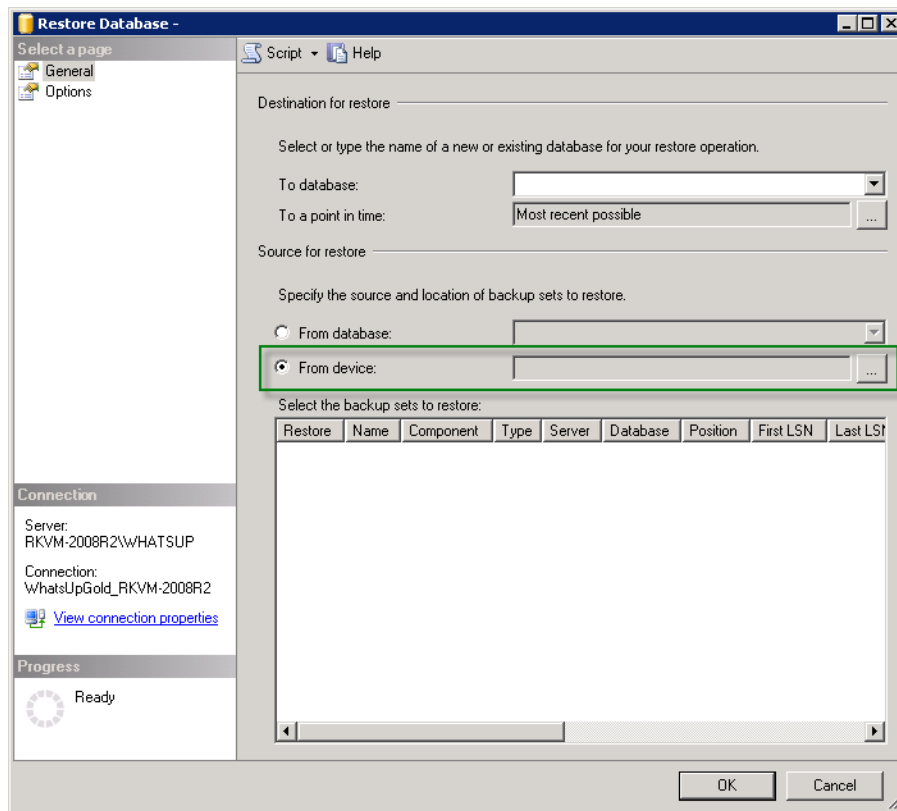 Restore Database -
Select a page
General
Options
Script
Help
Destination for restore
Select or type the name of a new or existing database for your restore operation.
To database:
To a point in time:
Most recent possible
...
Source for restore
Specify the source and location of backup sets to restore.
From database:
From device:
...
Select the backup sets to restore:
Restore Name Component Type Server Database Position First LSN Last LSN
Connection
Server:
RKVM-2008R2\WHATSUP
Connection:
WhatsUpGold_RKVM-2008R2
View connection properties
Progress
Ready
OK
Cancel